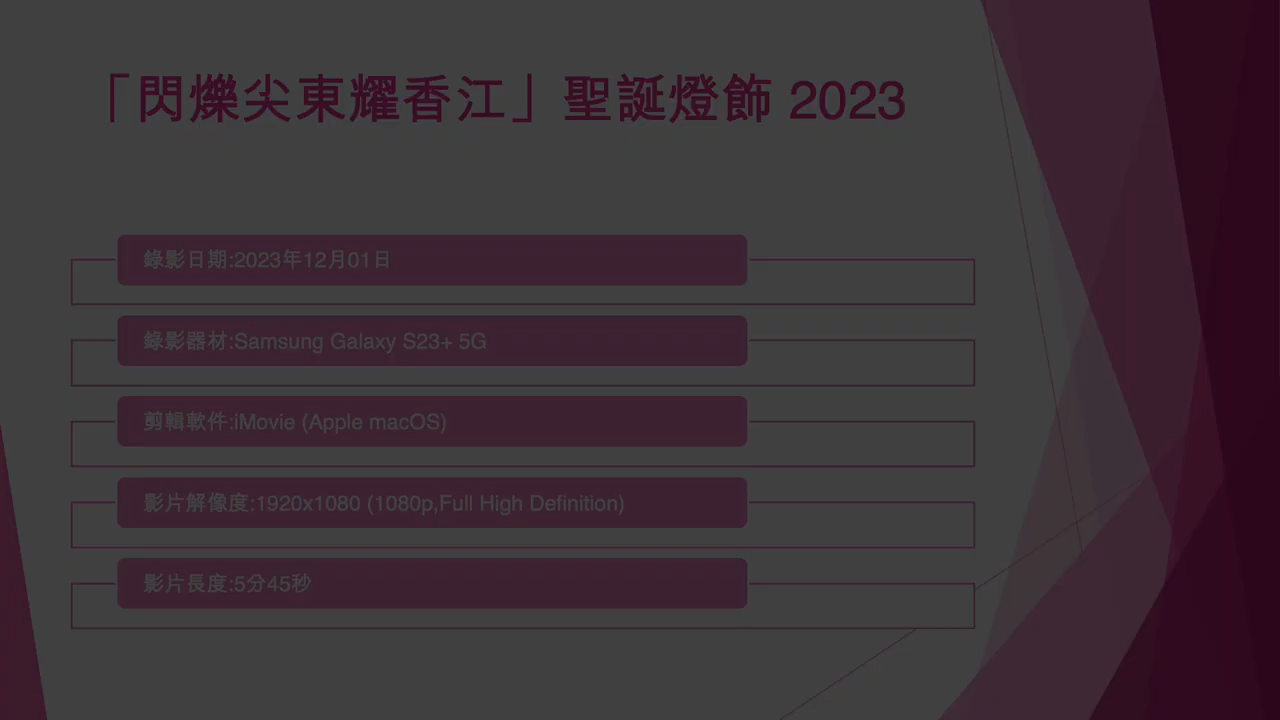 「閃爍尖東耀香江」聖誕燈飾 2023
錄影日期:2023年12月01日
錄影器材:Samsung Galaxy S23+ 5G
剪輯軟件:iMovie (Apple macOS)
影片解像度:1920x1080 (1080p,Full High Definition)
影片長度:5分45秒